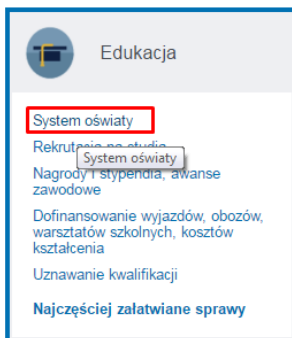 Edukacja
System oświaty
Rekrutacja na studia
System oświaty
Nagrody i stypendia, awanse
zawodowe
Dofinansowanie wyjazdów, obozów,
warsztatów szkolnych, kosztów
kształcenia
Uznawanie kwalifikacji
Najczęściej załatwiane sprawy